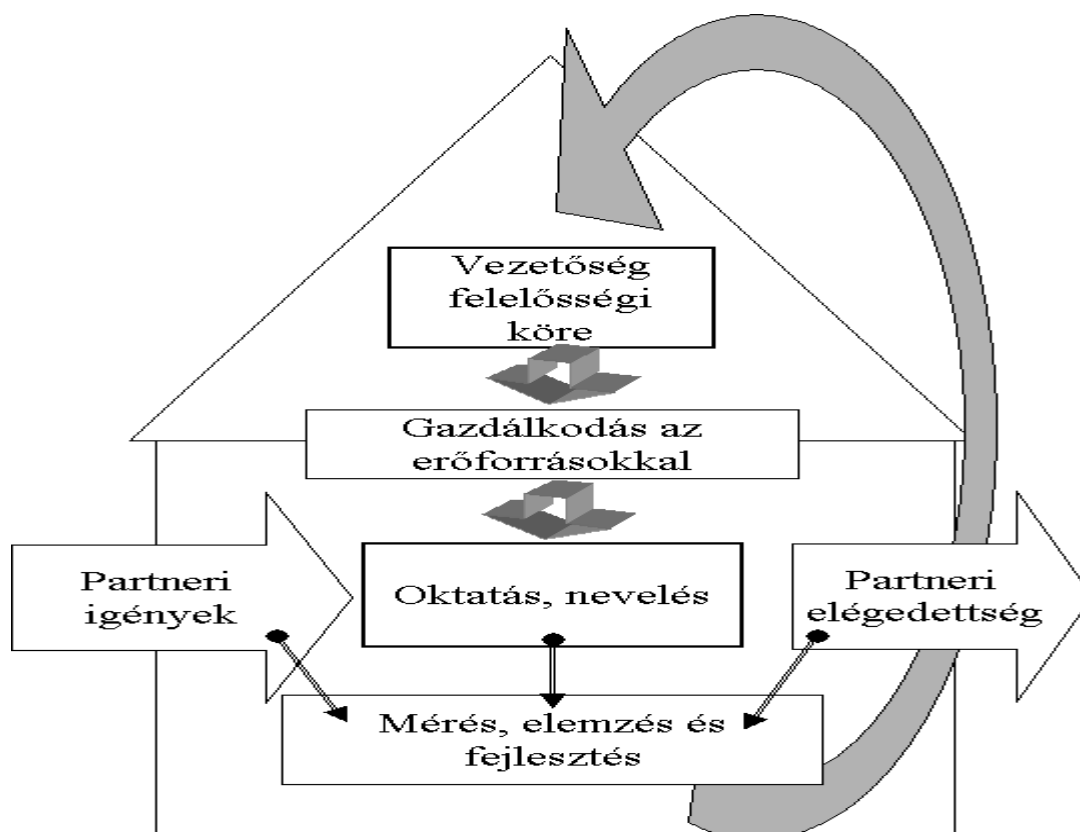 Vezetőség
felelősségi
köre
Gazdálkodás az
erőforrásokkal
Partneri
igények
Oktatás, nevelés
Partneri
elégedettség
Mérés, elemzés és
fejlesztés